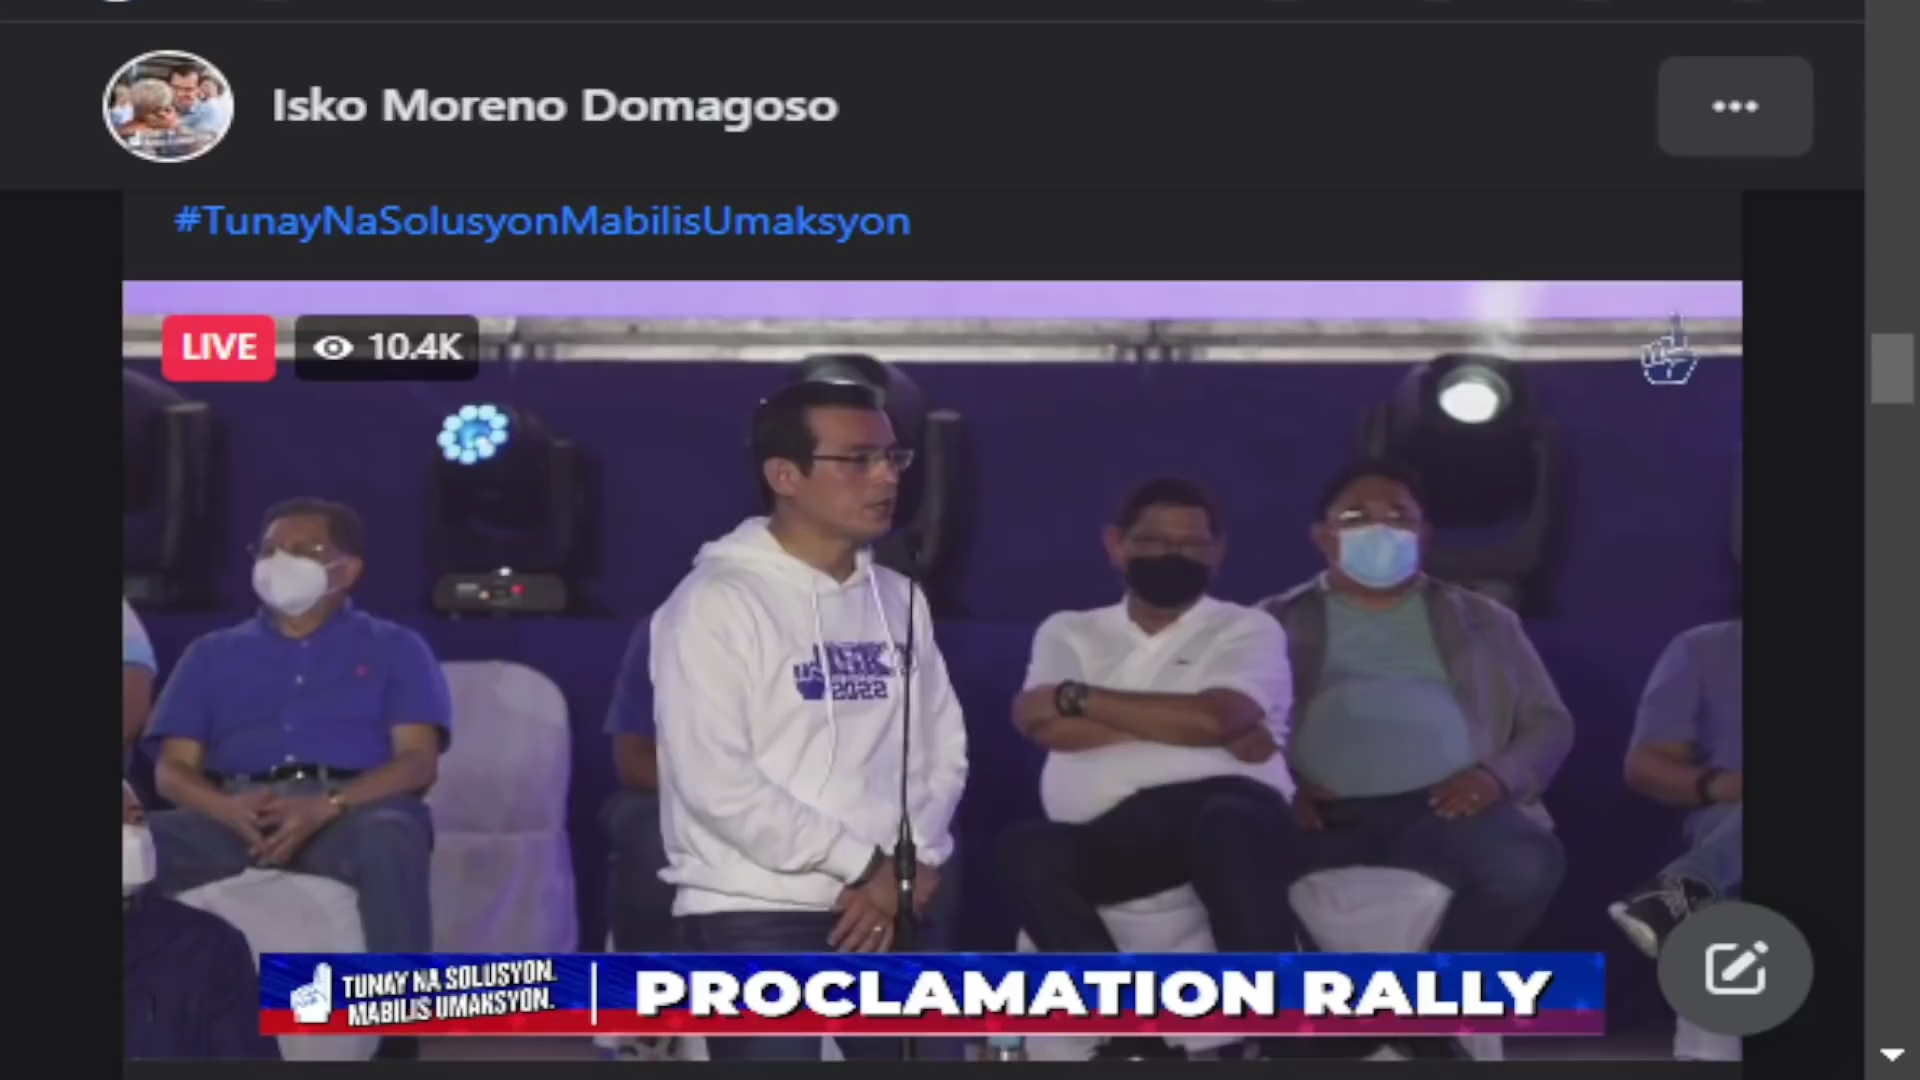 Isko Moreno Domagoso
#TunayNaSolusyonMabilisUmaksyon
LIVE
10.4K
2022
TUNAY NA SOLUSYON.
MABILIS UMAKSYON.
PROCLAMATION RALLY